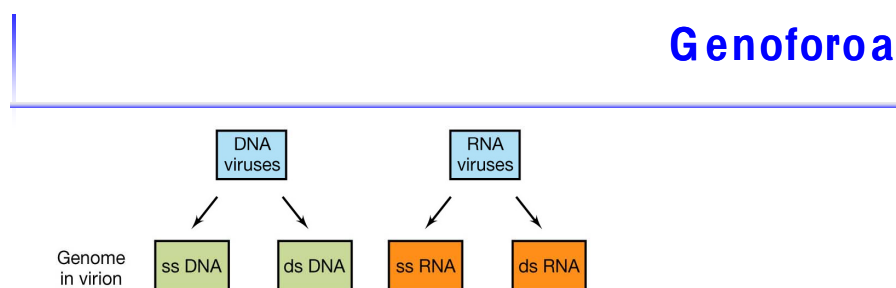 Genoforoa
DNA
viruses
RNA
viruses
Genome
in virion
ss DNA
ds DNA
ss RNA
ds RNA